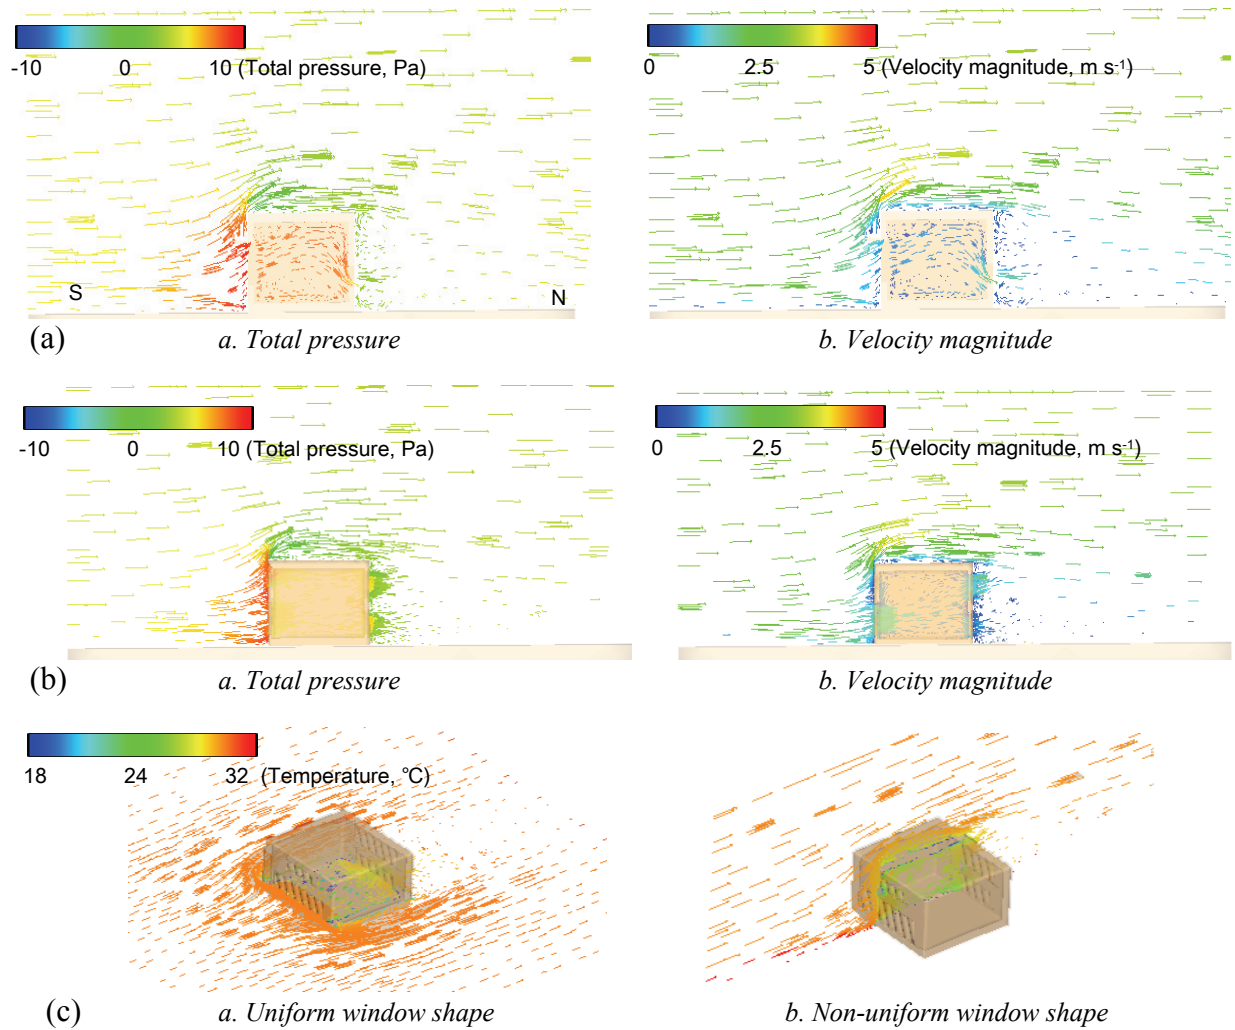 -10 0 10 (Total pressure, Pa)
0 2.5 5 (Velocity magnitude, m s-1)
S N
(a) a. Total pressure b. Velocity magnitude
-10 0 10 (Total pressure, Pa)
0 2.5 5 (Velocity magnitude, m s-1)
(b) a. Total pressure b. Velocity magnitude
18 24 32 (Temperature, ℃)
(c) a. Uniform window shape b. Non-uniform window shape